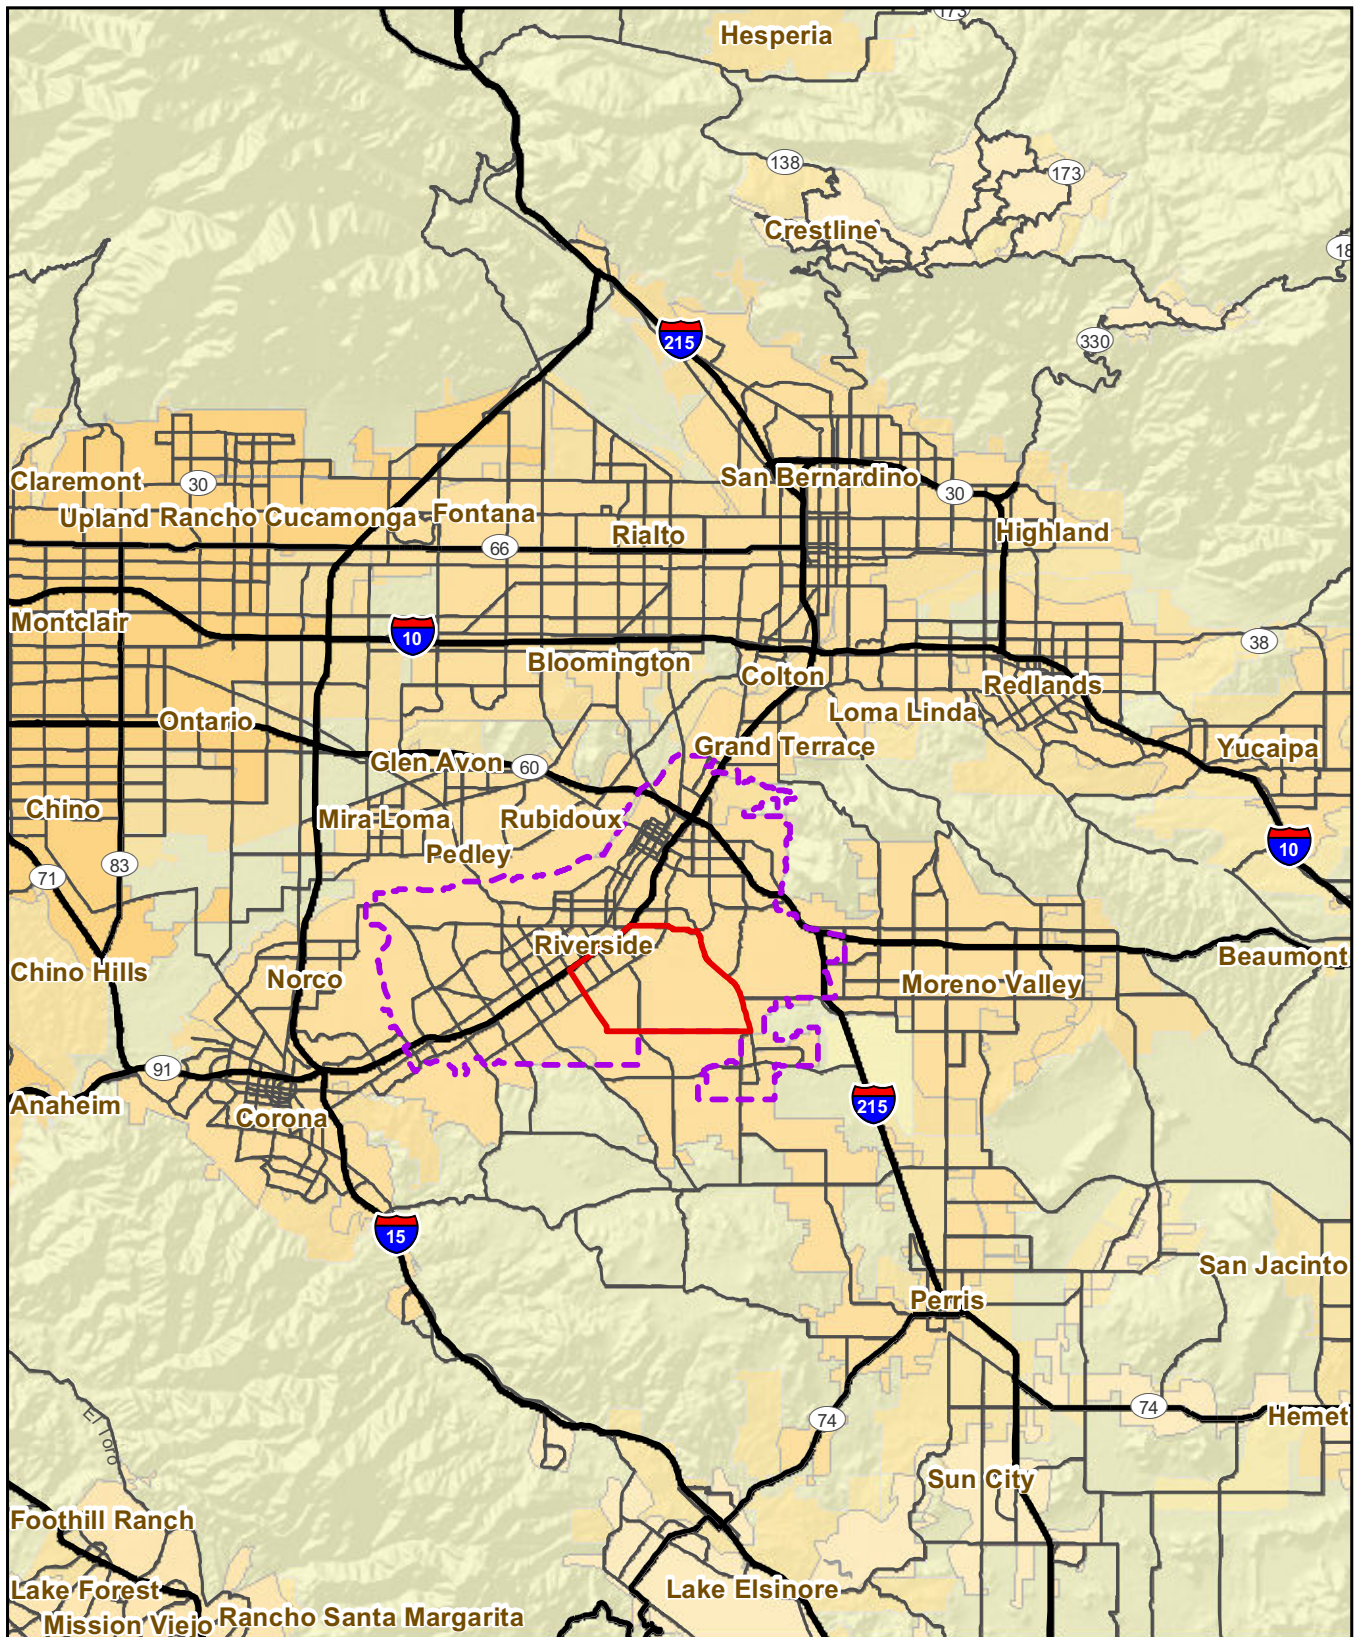 173
Hesperia
138
173
Crestline
18
330
215
Claremont
30
San Bernardino
30
Upland
Rancho Cucamonga
Fontana
Rialto
Highland
66
Montclair
10
38
Bloomington
Colton
Redlands
Loma Linda
Ontario
Grand Terrace
Yucaipa
Glen Avon
60
Chino
Mira Loma
Rubidoux
10
Pedley
83
71
Riverside
Beaumont
Chino Hills
Norco
Moreno Valley
91
Anaheim
215
Corona
15
San Jacinto
Perris
74
74
Hemet
El Toro
Sun City
Foothill Ranch
Lake Forest
Lake Elsinore
Mission Viejo
Rancho Santa Margarita